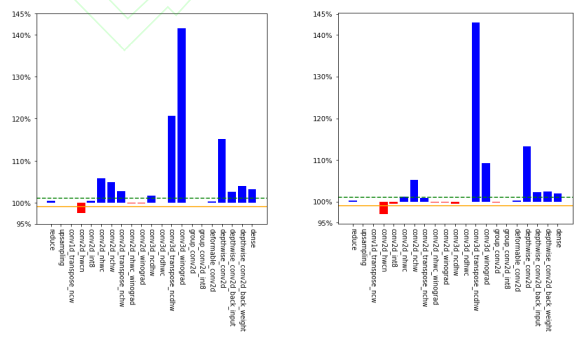 145%
140%
130%
120%
110%
100%
95%
reduce
upsampling
conv1d_transpose_ncw
conv2d_hwcn
conv2d_int8
conv2d_nhwc
conv2d_nchw
conv2d_transpose_nchw
conv2d_nhwc_winograd
conv2d_winograd
conv3d_ncdhw
conv3d_ndhwc
conv3d_transpose_ncdhw
conv3d_winograd
group_conv2d
group_conv2d_int8
deformable_conv2d
depthwise_conv2d
depthwise_conv2d_back_input
depthwise_conv2d_back_weight
dense
145%
140%
130%
120%
110%
100%
95%
reduce
upsampling
conv1d_transpose_ncw
conv2d_hwcn
conv2d_int8
conv2d_nhwc
conv2d_nchw
conv2d_transpose_nchw
conv2d_nhwc_winograd
conv2d_winograd
conv3d_ncdhw
conv3d_ndhwc
conv3d_transpose_ncdhw
conv3d_winograd
group_conv2d
group_conv2d_int8
deformable_conv2d
depthwise_conv2d
depthwise_conv2d_back_input
depthwise_conv2d_back_weight
dense